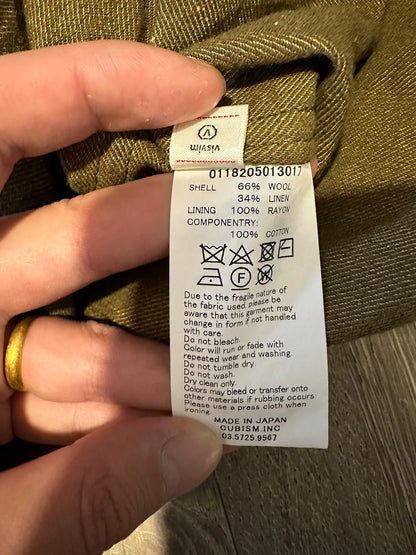 visvim
V
0118205013017
SHELL 66% WOOL
34% LINEN
LINING 100% RAYON
COMPONENTRY:
100% COTTON
F
W
Due to the fragile nature of
the fabric used, please be
aware that this garment may
change in form if not handled
with care.
Do not bleach.
Color will run or fade with
repeated wear and washing.
Do not tumble dry.
Do not wash.
Dry clean only.
Colors may bleed or transfer onto
other materials if rubbing occurs.
Please use a press cloth when
ironing.
MADE IN JAPAN
CUBISM.INC
03.5725.9567